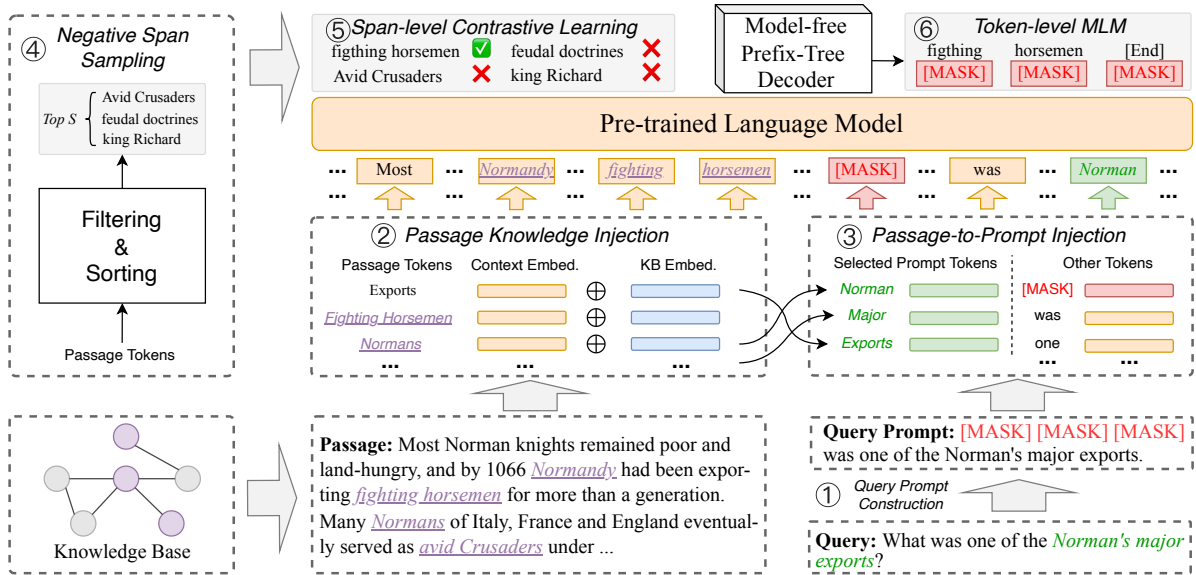 ④ Negative Span
Sampling
Top S
Avid Crusaders
feudal doctrines
king Richard
Filtering
&
Sorting
Passage Tokens
⑤ Span-level Contrastive Learning
figthing horsemen feudal doctrines
Avid Crusaders king Richard
Model-free
Prefix-Tree
Decoder
⑥ Token-level MLM
figthing horsemen [End]
[MASK] [MASK] [MASK]
Pre-trained Language Model
... Most ... Normandy ... fighting ... horsemen ... [MASK] ... was ... Norman ...
... ... ... ... ... ... ... ...
② Passage Knowledge Injection
Passage Tokens Context Embed. KB Embed.
Exports
Fighting Horsemen
Normans
... ... ...
③ Passage-to-Prompt Injection
Selected Prompt Tokens Other Tokens
Norman [MASK]
Major was
Exports one
... ...
Knowledge Base
Passage: Most Norman knights remained poor and
land-hungry, and by 1066 Normandy had been expor-
ting fighting horsemen for more than a generation.
Many Normans of Italy, France and England eventual-
ly served as avid Crusaders under ...
Query Prompt: [MASK] [MASK] [MASK]
was one of the Norman's major exports.
① Query Prompt
Construction
Query: What was one of the Norman's major
exports?